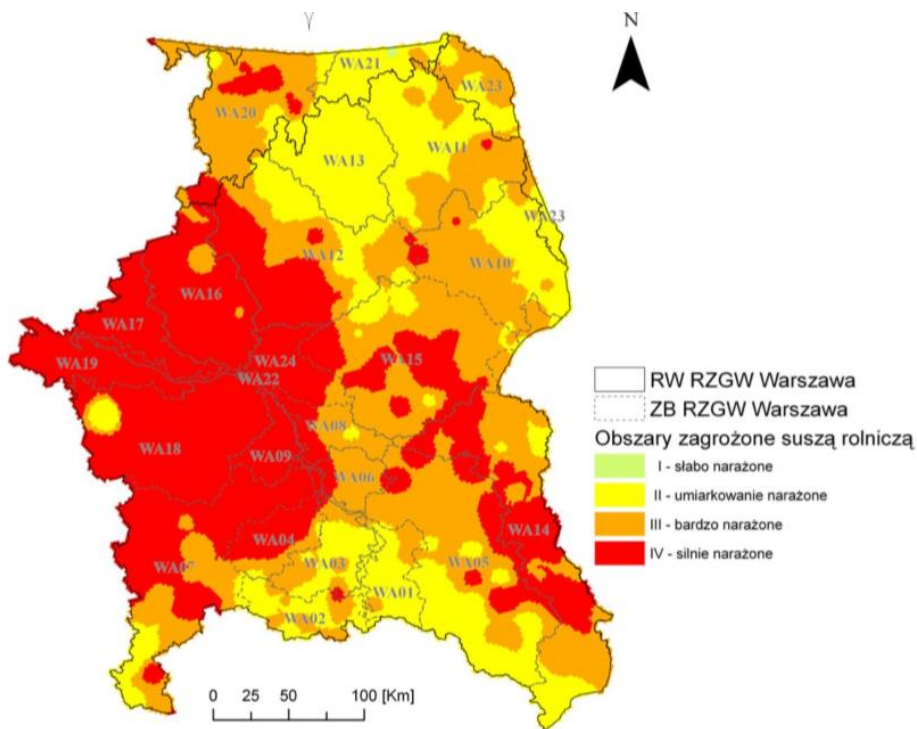 N
WA21
WA23
WA20
WA11
WA13
WA23
WA12
WA10
WA16
WA17
WA24
WA15
WA19
WA22
WA08
WA18
WA09
WA06
WA14
WA04
WA03
WA05
WA07
WA01
WA02
0 25 50 100 [Km]
RW RZGW Warszawa
ZB RZGW Warszawa
Obszary zagrożone suszą rolniczą
I - słabo narażone
II - umiarkowanie narażone
III - bardzo narażone
IV - silnie narażone